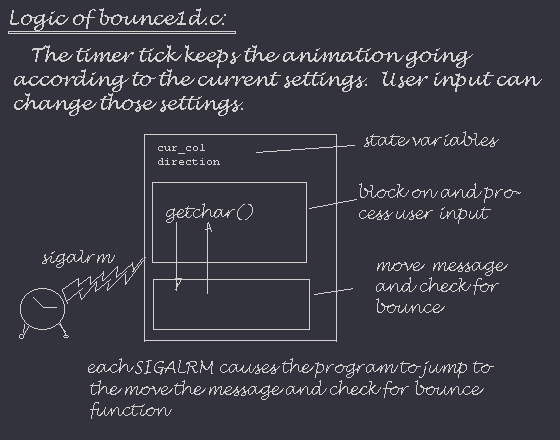 Logic of bounce1d.c:
The timer tick keeps the animation going
according to the current settings. User input can
change those settings.
cur_col
direction
state variables
getchar()
block on and pro-
cess user input
sigalrm
move message
and check for
bounce
each SIGALRM causes the program to jump to
the move the message and check for bounce
function